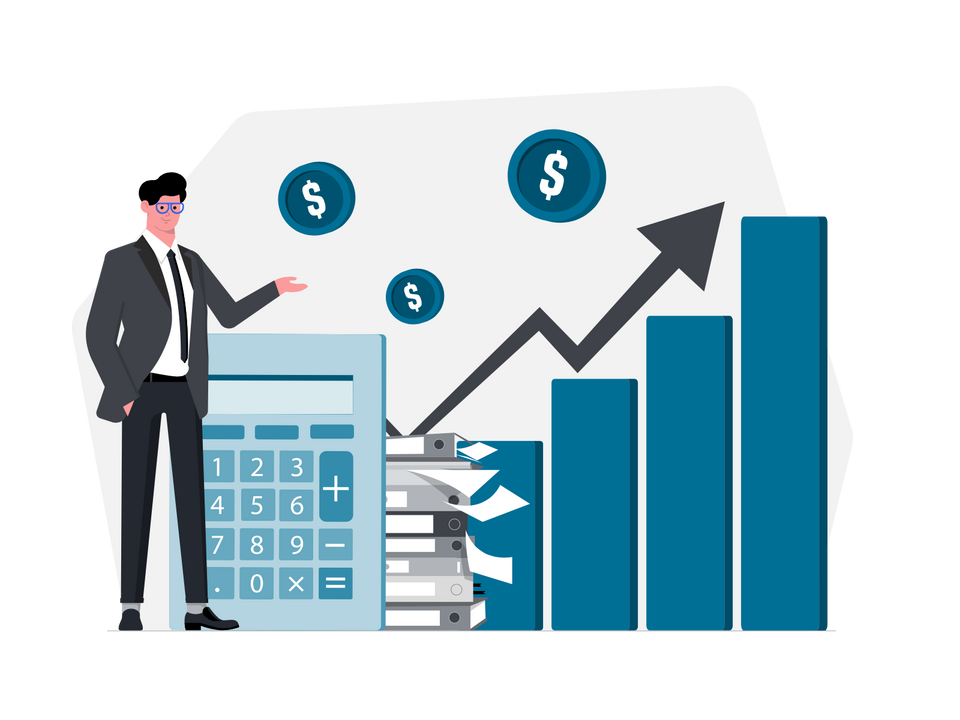 $
$
$
1 2 3 +
4 5 6
7 8 9 −
. 0 × =